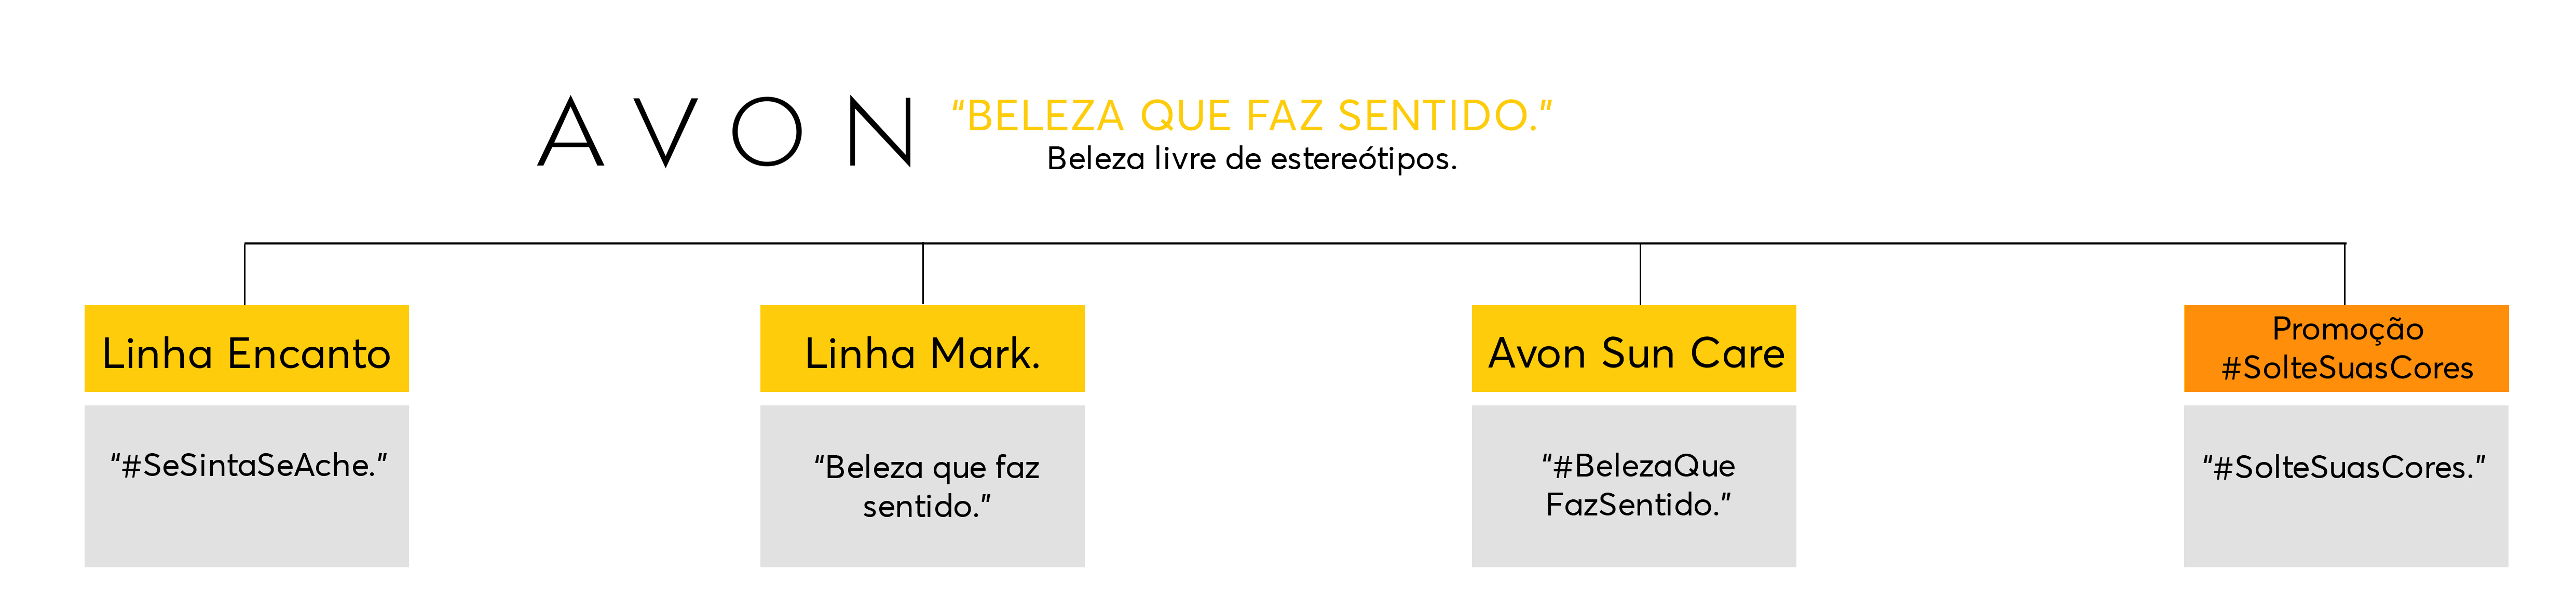 AVON
“BELEZA QUE FAZ SENTIDO.”
Beleza livre de estereótipos.
Linha Encanto
“#SeSintaSeAche.”
Linha Mark.
“Beleza que faz
sentido.”
Avon Sun Care
“#BelezaQue
FazSentido.”
Promoção
#SolteSuasCores
“#SolteSuasCores.”